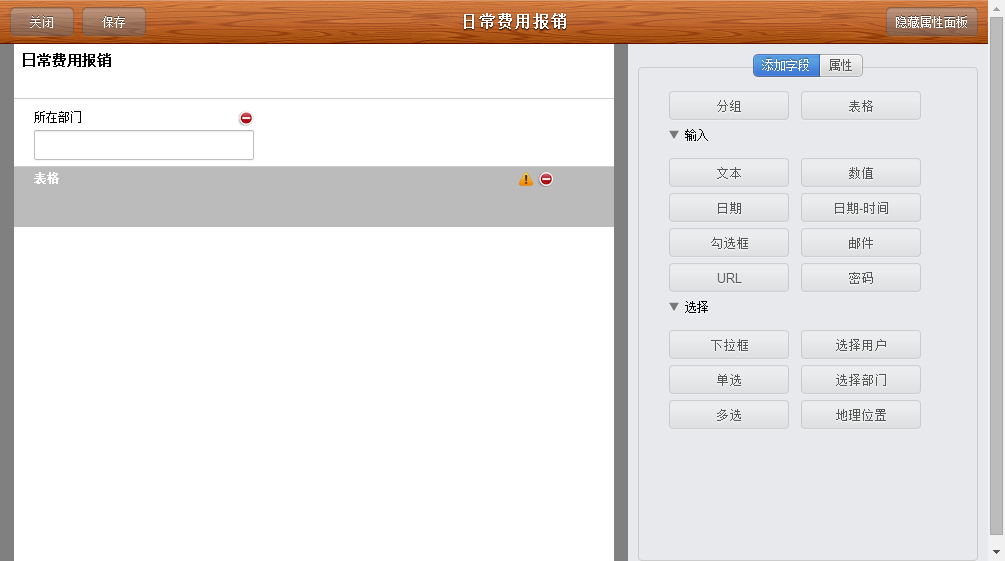 关闭 保存 日常费用报销 隐藏属性面板
日常费用报销
所在部门
表格
添加字段 属性
分组 表格
输入
文本 数值
日期 日期-时间
勾选框 邮件
URL 密码
选择
下拉框 选择用户
单选 选择部门
多选 地理位置